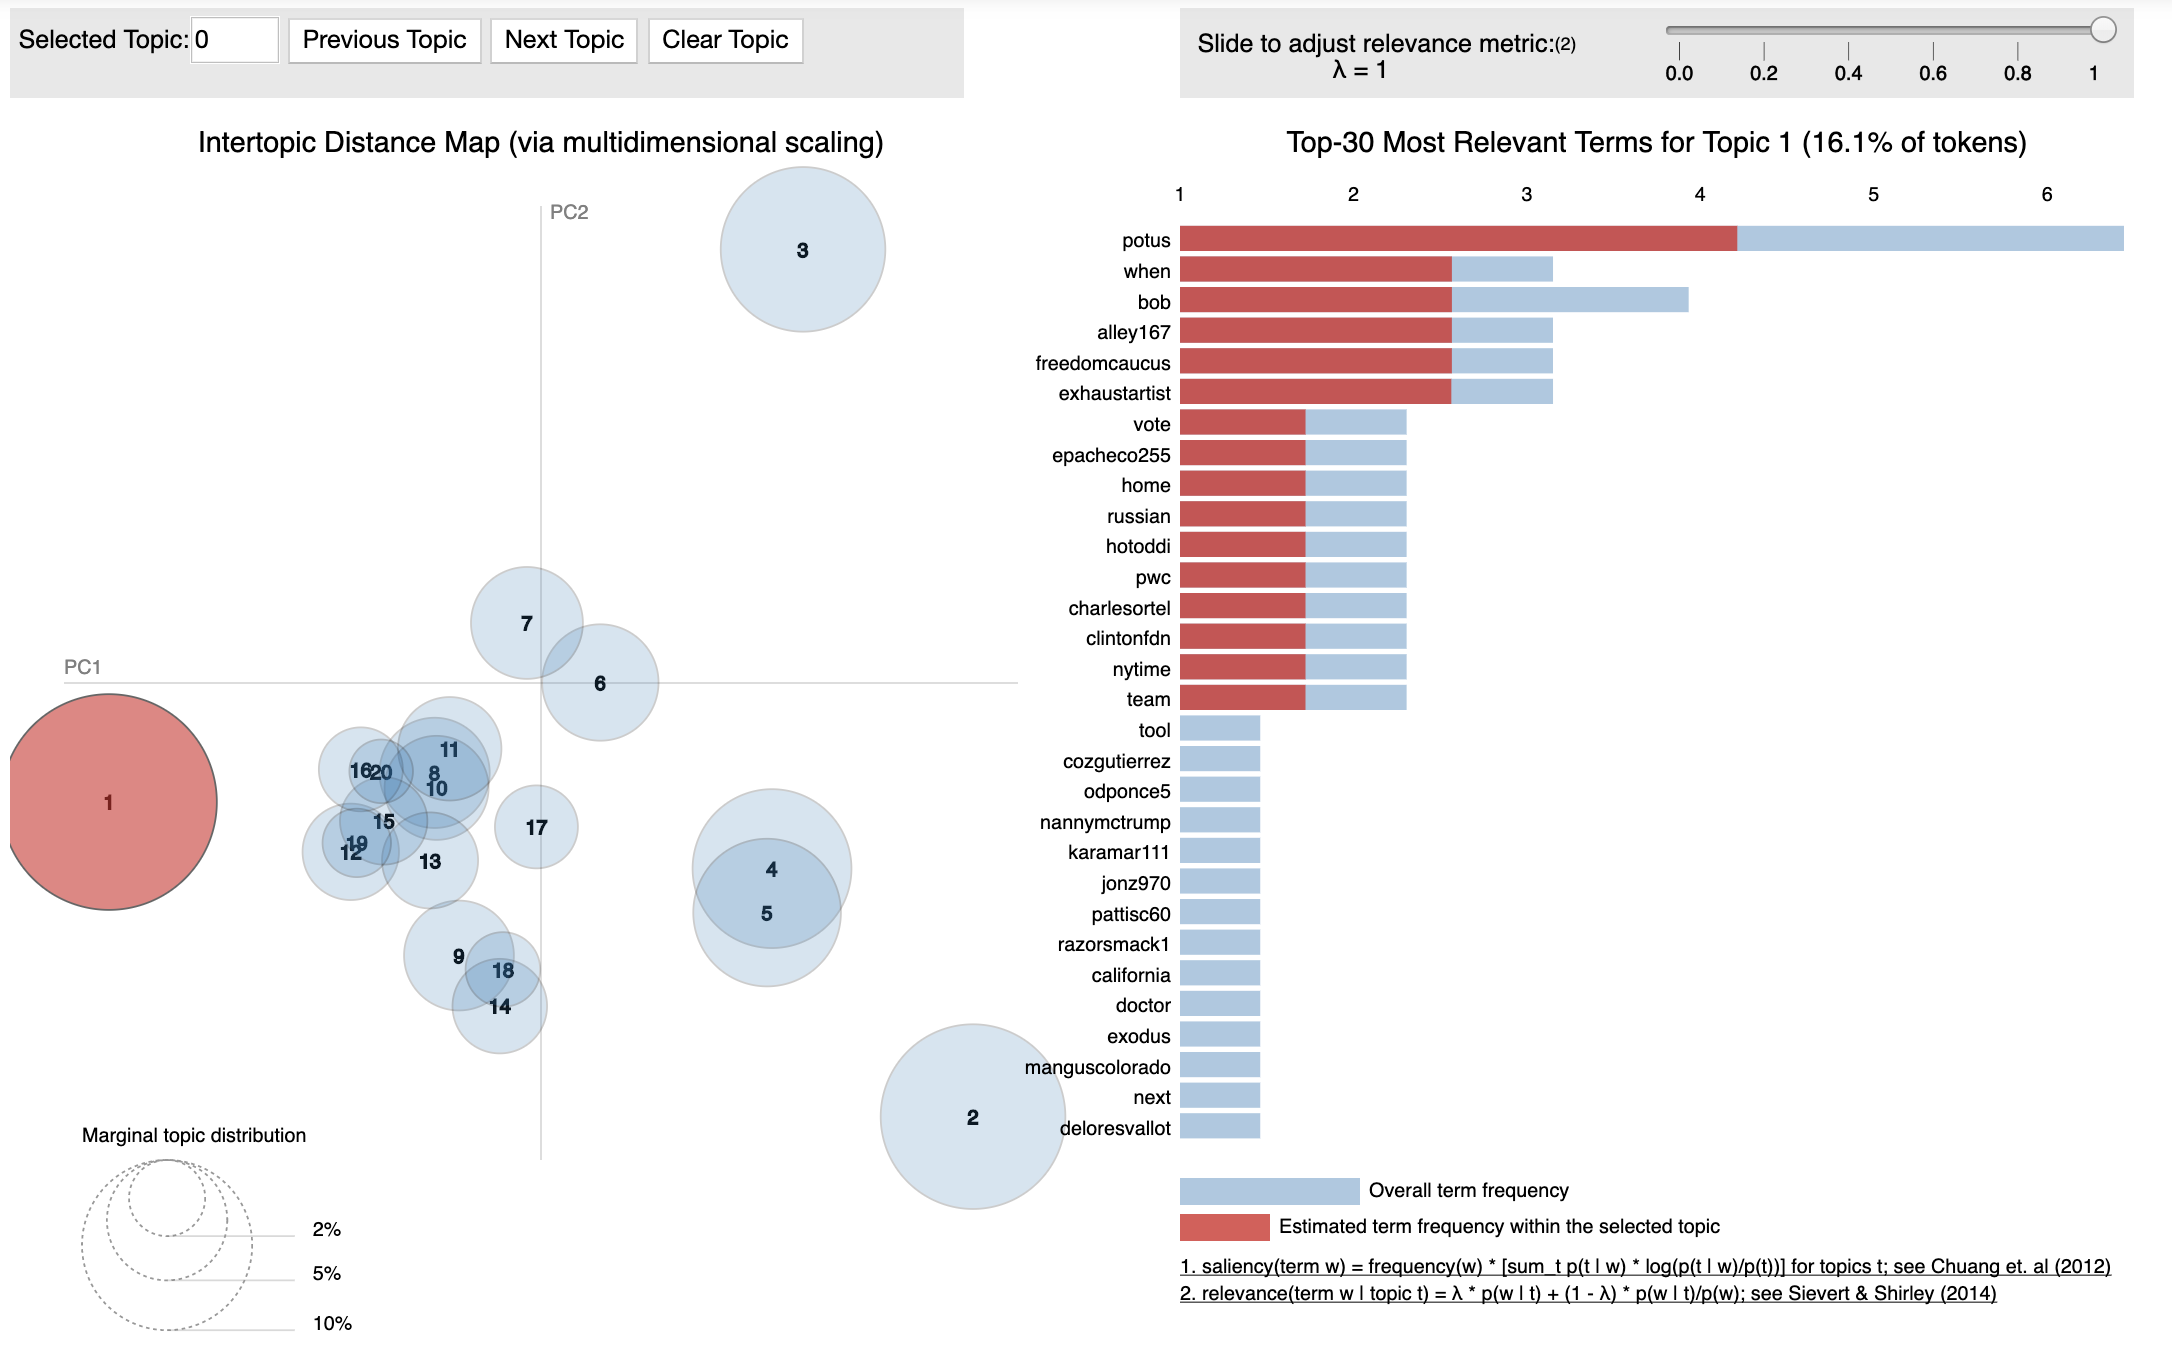 Selected Topic: 0 Previous Topic Next Topic Clear Topic
Slide to adjust relevance metric:(2)
λ = 1
0.0 0.2 0.4 0.6 0.8 1
Intertopic Distance Map (via multidimensional scaling)
PC2
PC1
3
7
6
1
11
16
20
8
10
15
19
12
13
17
4
5
9
18
14
2
Marginal topic distribution
2%
5%
10%
Top-30 Most Relevant Terms for Topic 1 (16.1% of tokens)
1 2 3 4 5 6
potus
when
bob
alley167
freedomcaucus
exhaustartist
vote
epacheco255
home
russian
hotoddi
pwc
charlesortel
clintonfdn
nytime
team
tool
cozgutierrez
odponce5
nannymctrump
karamar111
jonz970
pattisc60
razorsmack1
california
doctor
exodus
manguscolorado
next
deloresvallot
Overall term frequency
Estimated term frequency within the selected topic
1. saliency(term w) = frequency(w) * [sum_t p(t | w) * log(p(t | w)/p(t))] for topics t; see Chuang et. al (2012)
2. relevance(term w | topic t) = λ * p(w | t) + (1 - λ) * p(w | t)/p(w); see Sievert & Shirley (2014)